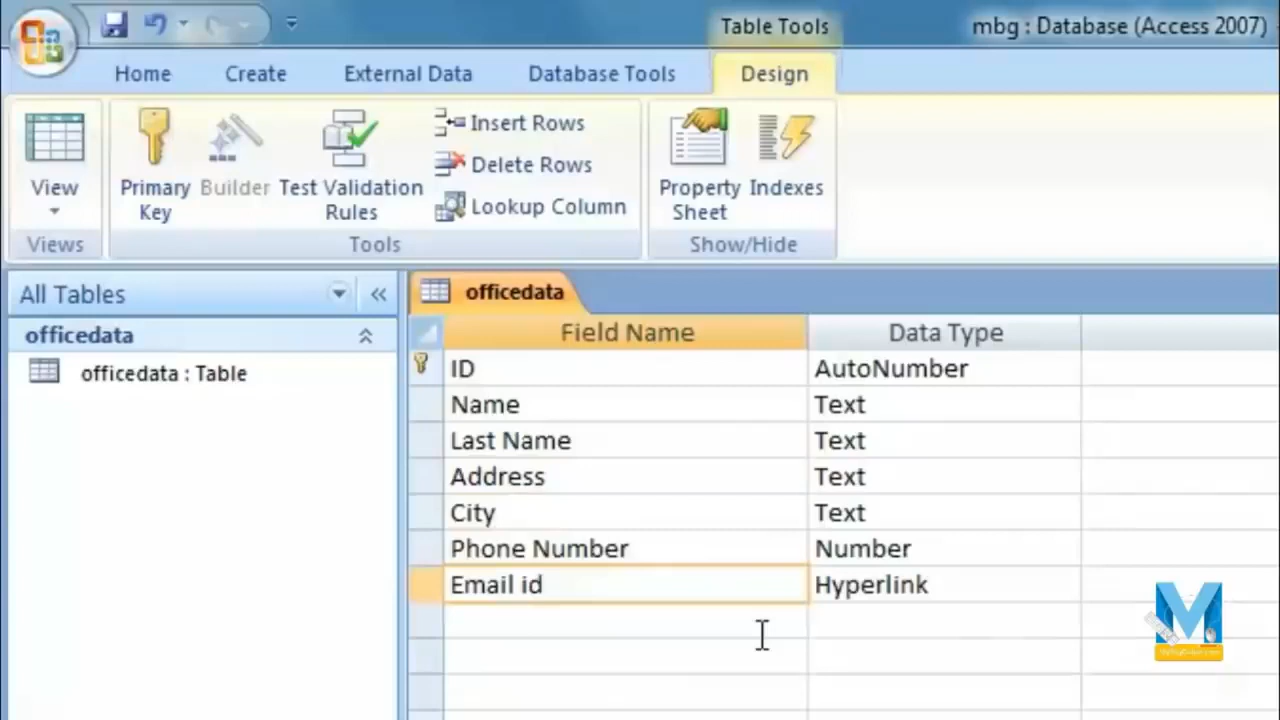 Table Tools
mbg : Database (Access 2007)
Home
Create
External Data
Database Tools
Design
View
Primary Key
Builder
Test Validation Rules
Insert Rows
Delete Rows
Lookup Column
Property Sheet
Indexes
Views
Tools
Show/Hide
All Tables
officedata
officedata : Table
officedata
Field Name Data Type
ID AutoNumber
Name Text
Last Name Text
Address Text
City Text
Phone Number Number
Email id Hyperlink
M